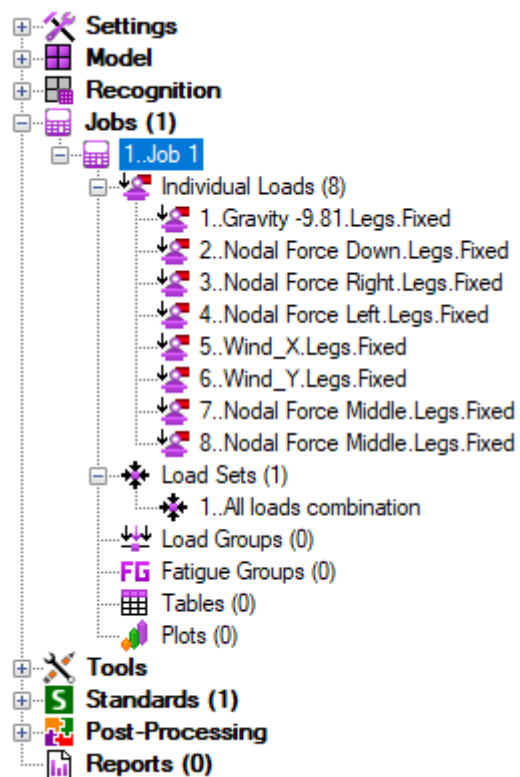 Settings
Model
Recognition
Jobs (1)
1..Job 1
Individual Loads (8)
1..Gravity -9.81.Legs.Fixed
2..Nodal Force Down.Legs.Fixed
3..Nodal Force Right.Legs.Fixed
4..Nodal Force Left.Legs.Fixed
5..Wind_X.Legs.Fixed
6..Wind_Y.Legs.Fixed
7..Nodal Force Middle.Legs.Fixed
8..Nodal Force Middle.Legs.Fixed
Load Sets (1)
1..All loads combination
Load Groups (0)
FG Fatigue Groups (0)
Tables (0)
Plots (0)
Tools
S Standards (1)
Post-Processing
Reports (0)